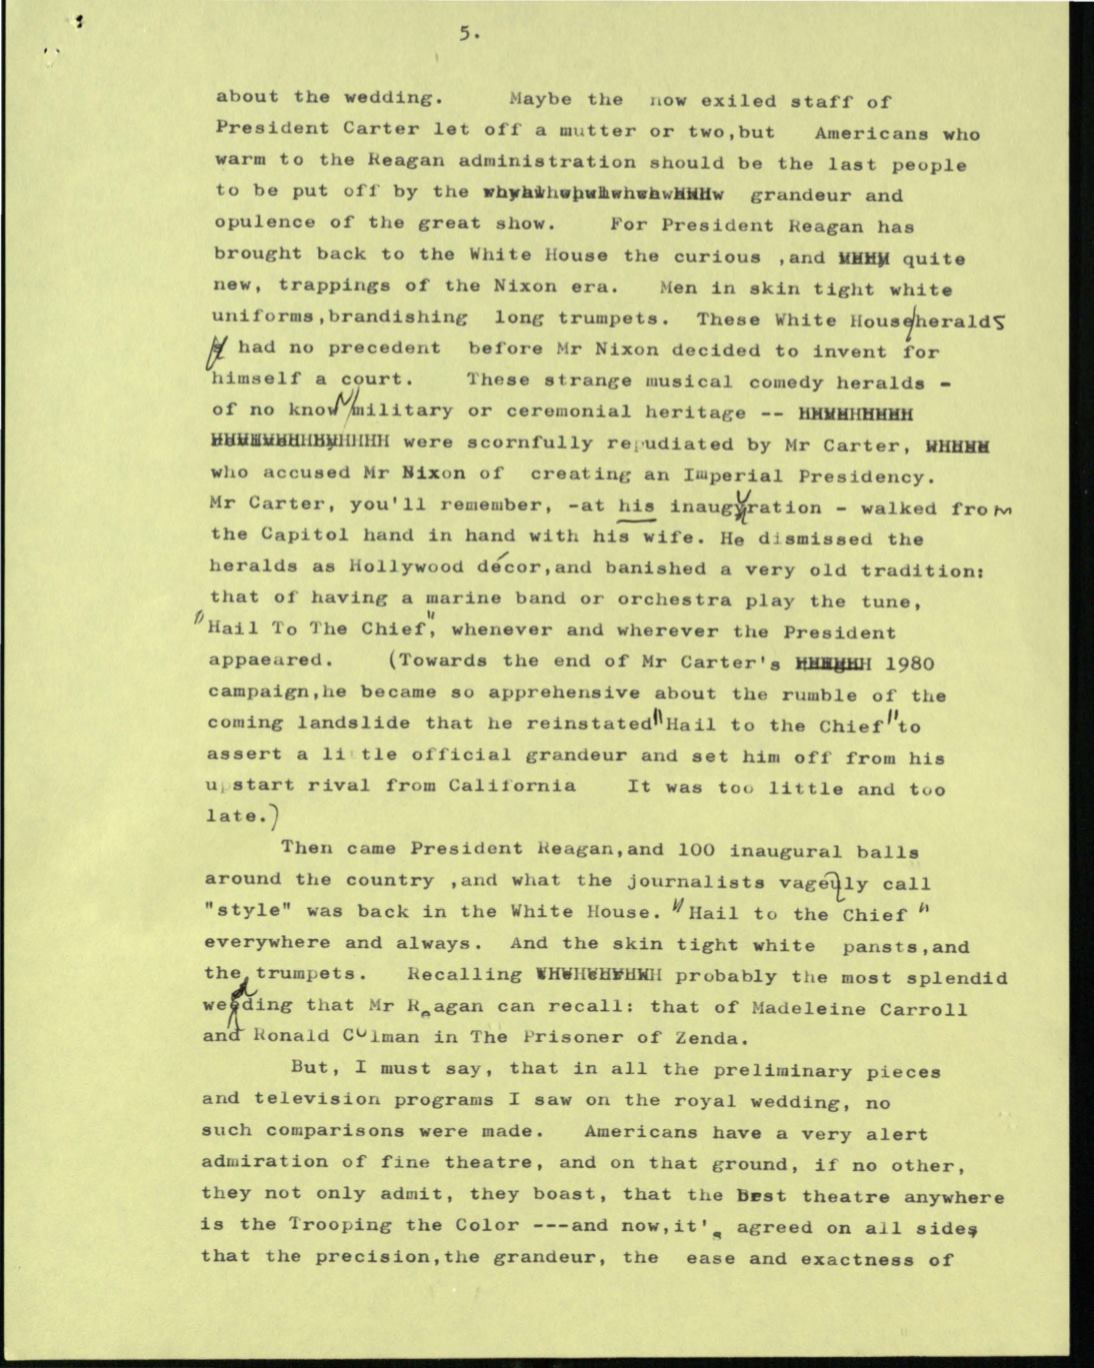 5.
about the wedding. Maybe the now exiled staff of
President Carter let off a mutter or two,but Americans who
warm to the Reagan administration should be the last people
to be put off by the grandeur and
opulence of the great show. For President Reagan has
brought back to the White House the curious ,and quite
new, trappings of the Nixon era. Men in skin tight white
uniforms,brandishing long trumpets. These White House/heralds
had no precedent before Mr Nixon decided to invent for
himself a court. These strange musical comedy heralds -
of no known/military or ceremonial heritage --
were scornfully repudiated by Mr Carter,
who accused Mr Nixon of creating an Imperial Presidency.
Mr Carter, you'll remember, -at his inauguration - walked from
the Capitol hand in hand with his wife. He dismissed the
heralds as Hollywood décor,and banished a very old tradition:
that of having a marine band or orchestra play the tune,
"Hail To The Chief", whenever and wherever the President
appaeared. (Towards the end of Mr Carter's 1980
campaign,he became so apprehensive about the rumble of the
coming landslide that he reinstated "Hail to the Chief" to
assert a little official grandeur and set him off from his
upstart rival from California It was too little and too
late.)
Then came President Reagan,and 100 inaugural balls
around the country ,and what the journalists vaguely call
"style" was back in the White House. "Hail to the Chief"
everywhere and always. And the skin tight white pansts,and
the trumpets. Recalling probably the most splendid
wedding that Mr Reagan can recall: that of Madeleine Carroll
and Ronald Colman in The Prisoner of Zenda.
But, I must say, that in all the preliminary pieces
and television programs I saw on the royal wedding, no
such comparisons were made. Americans have a very alert
admiration of fine theatre, and on that ground, if no other,
they not only admit, they boast, that the best theatre anywhere
is the Trooping the Color ---and now,it's agreed on all sides
that the precision,the grandeur, the ease and exactness of